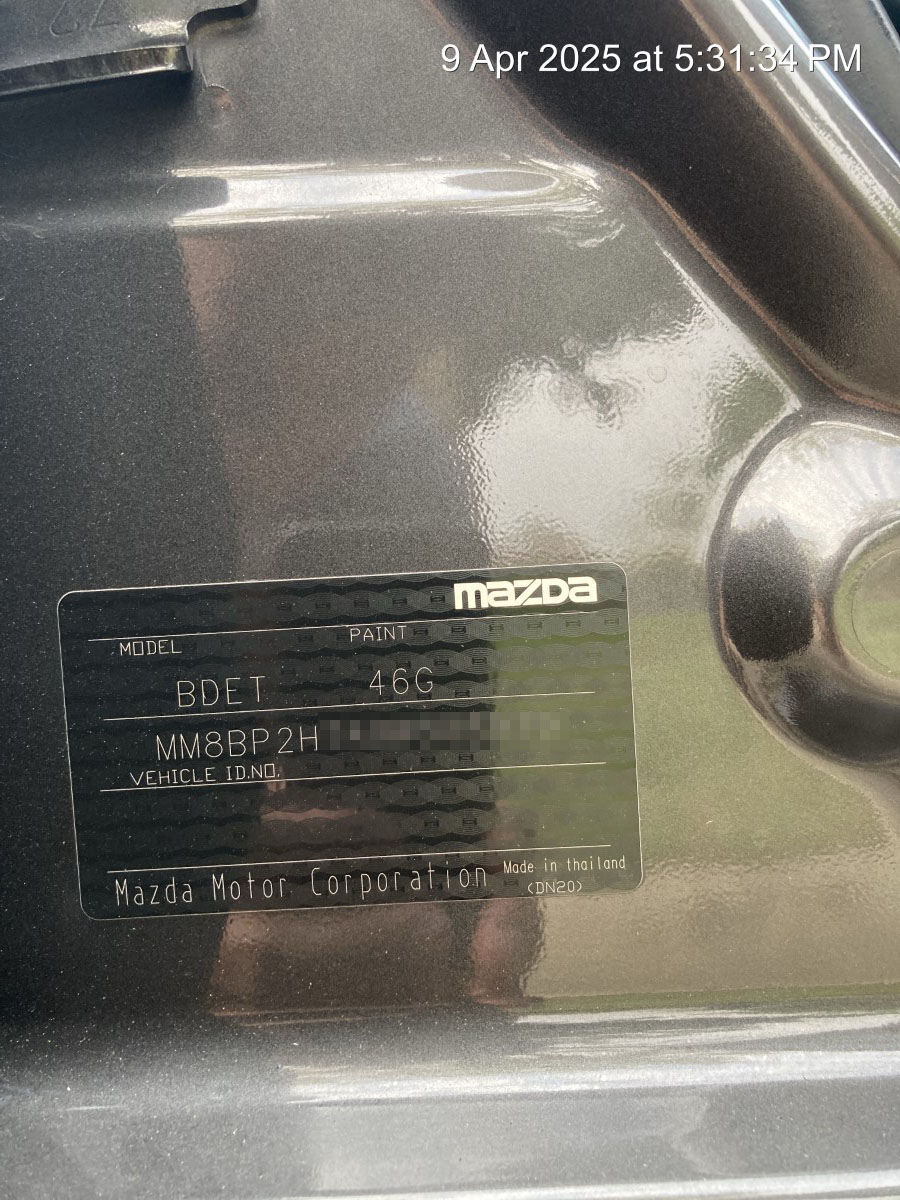 9 Apr 2025 at 5:31:34 PM
mazda
MODEL PAINT
BDET 46G
MM8BP2H
VEHICLE ID.NO.
Mazda Motor Corporation Made in thailand
(DN20)